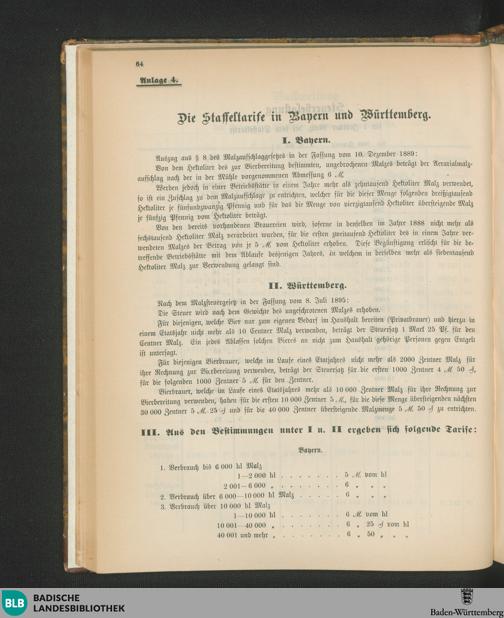 64
Anlage 4.
Die Staffeltarife in Bayern und Württemberg.
I. Bayern.
Auszug aus § 8 des Malzaufschlaggesetzes in der Fassung vom 10. Dezember 1889:
Von dem Hektoliter des zur Bierbereitung bestimmten, ungebrochenen Malzes beträgt der Aerarialmalz-
aufschlag nach der in der Mühle vorgenommenen Abmessung 6 ℳ.
Werden jedoch in einer Betriebsstätte in einem Jahre mehr als zehntausend Hektoliter Malz verwendet,
so ist ein Zuschlag zu dem Malzaufschlage zu entrichten, welcher für die dieser Menge folgenden dreißigtausend
Hektoliter je fünfundzwanzig Pfennig und für das die Menge von vierzigtausend Hektoliter übersteigende Malz
je fünfzig Pfennig vom Hektoliter beträgt.
Von den bereits vorhandenen Brauereien wird, soferne in denselben im Jahre 1888 nicht mehr als
sechstausend Hektoliter Malz verarbeitet wurden, für die ersten zweitausend Hektoliter des in einem Jahre ver-
wendeten Malzes der Betrag von je 5 ℳ vom Hektoliter erhoben. Diese Begünstigung erlischt für die be-
treffende Betriebsstätte mit dem Ablaufe desjenigen Jahres, in welchem in derselben mehr als siebentausend
Hektoliter Malz zur Verwendung gelangt sind.
II. Württemberg.
Nach dem Malzsteuergesetz in der Fassung vom 8. Juli 1895:
Die Steuer wird nach dem Gewichte des ungeschrotenen Malzes erhoben.
Für diejenigen, welche Bier nur zum eigenen Bedarf im Haushalt bereiten (Privatbrauer) und hierzu in
einem Etatsjahr nicht mehr als 10 Zentner Malz verwenden, beträgt der Steuersatz 1 Mark 25 Pf. für den
Zentner Malz. Ein jedes Ablassen solchen Bieres an nicht zum Haushalt gehörige Personen gegen Entgelt
ist untersagt.
Für diejenigen Bierbrauer, welche im Laufe eines Etatsjahres nicht mehr als 2000 Zentner Malz für
ihre Rechnung zur Bierbereitung verwenden, beträgt der Steuersatz für die ersten 1000 Zentner 4 ℳ 50 ₰,
für die folgenden 1000 Zentner 5 ℳ für den Zentner.
Bierbrauer, welche im Laufe eines Etatsjahres mehr als 10 000 Zentner Malz für ihre Rechnung zur
Bierbereitung verwenden, haben für die ersten 10 000 Zentner 5 ℳ, für die diese Menge übersteigenden nächsten
30 000 Zentner 5 ℳ 25 ₰ und für die 40 000 Zentner übersteigende Malzmenge 5 ℳ 50 ₰ zu entrichten.
III. Aus den Bestimmungen unter I u. II ergeben sich folgende Tarife:
Bayern.
1. Verbrauch bis 6 000 hl Malz
1—2 000 hl . . . . . . . . 5 ℳ vom hl
2 001—6 000 „ . . . . . . . . 6 „ „ „
2. Verbrauch über 6 000—10 000 hl Malz . . . . . . 6 „ „ „
3. Verbrauch über 10 000 hl Malz
1—10 000 hl . . . . . . . . 6 ℳ vom hl
10 001—40 000 „ . . . . . . . . 6 „ 25 ₰ vom hl
40 001 und mehr „ . . . . . . . . 6 „ 50 „ „ „
BLB
BADISCHE
LANDESBIBLIOTHEK
Baden-Württemberg